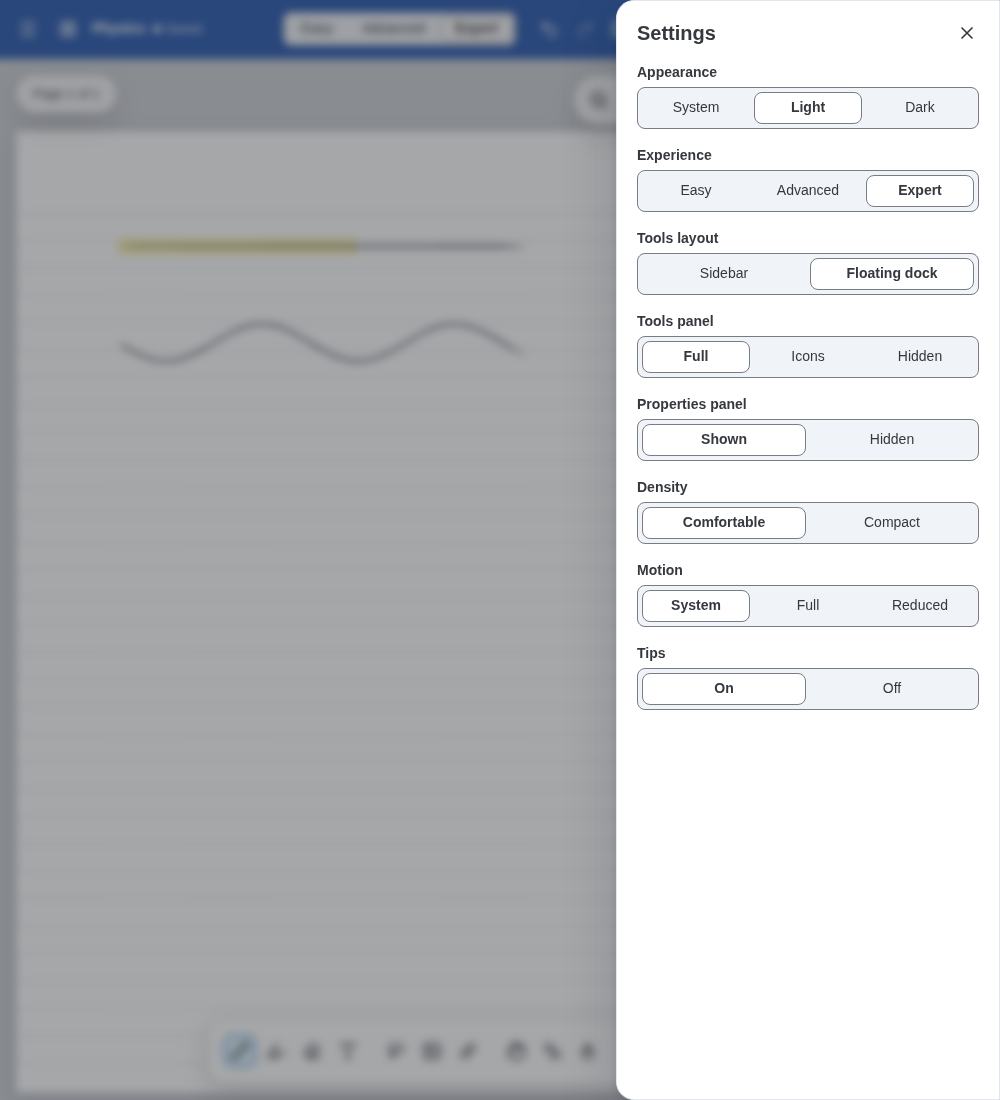 Settings
Appearance
System Light Dark
Experience
Easy Advanced Expert
Tools layout
Sidebar Floating dock
Tools panel
Full Icons Hidden
Properties panel
Shown Hidden
Density
Comfortable Compact
Motion
System Full Reduced
Tips
On Off